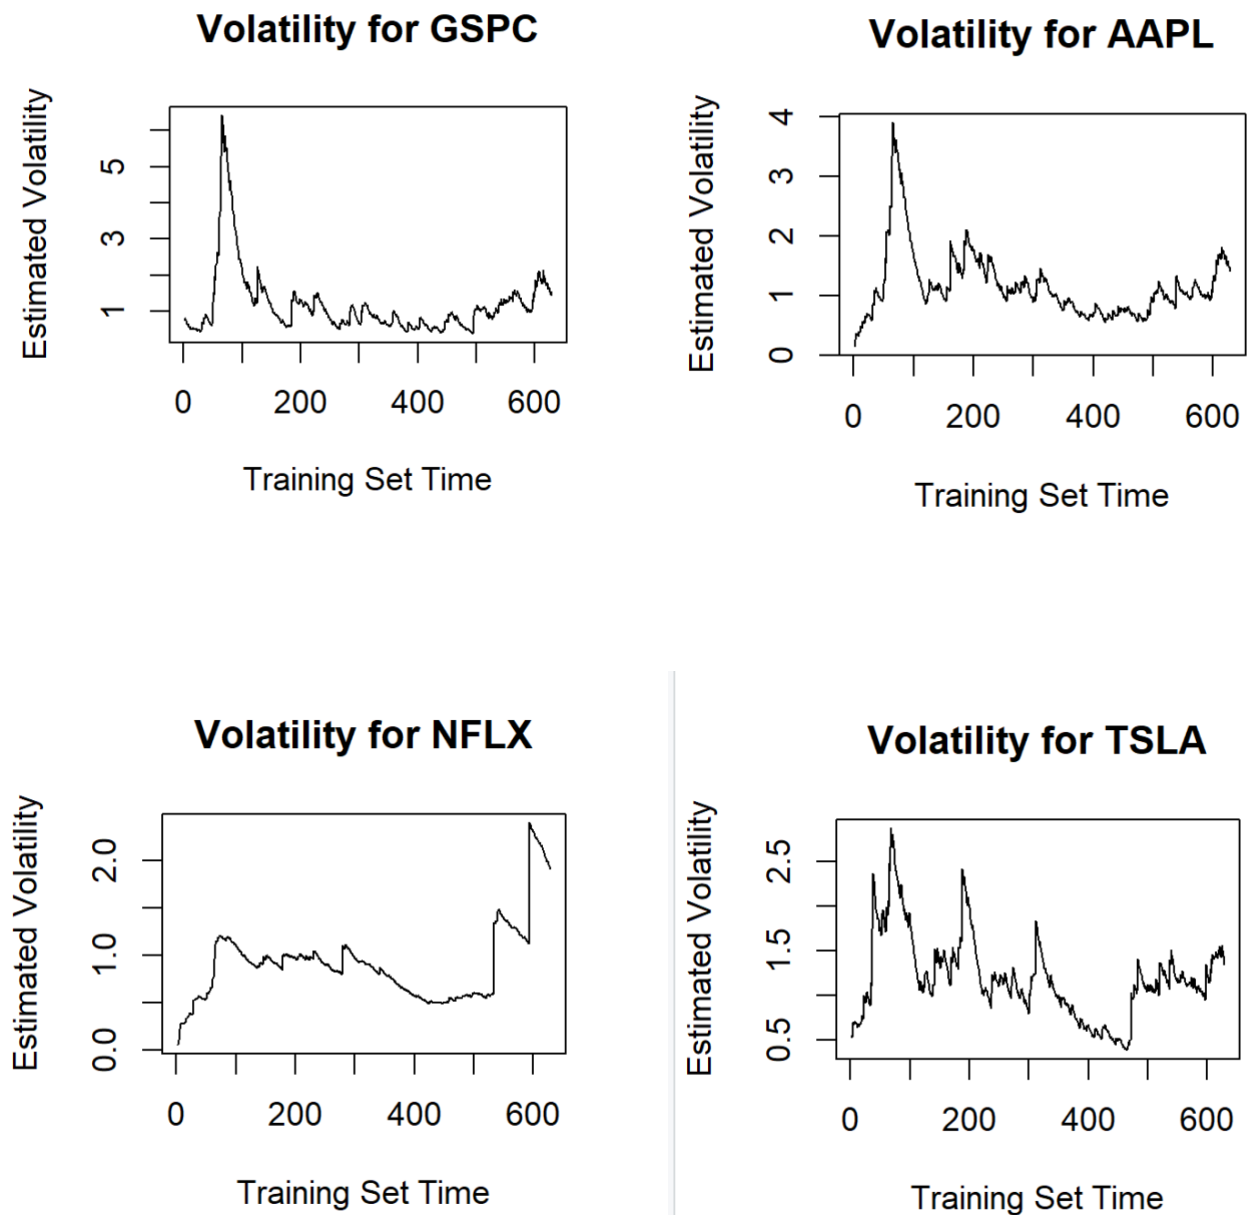 Volatility for GSPC
Estimated Volatility
5
3
1
0 200 400 600
Training Set Time
Volatility for AAPL
Estimated Volatility
4
3
2
1
0
0 200 400 600
Training Set Time
Volatility for NFLX
Estimated Volatility
2.0
1.0
0.0
0 200 400 600
Training Set Time
Volatility for TSLA
Estimated Volatility
2.5
1.5
0.5
0 200 400 600
Training Set Time